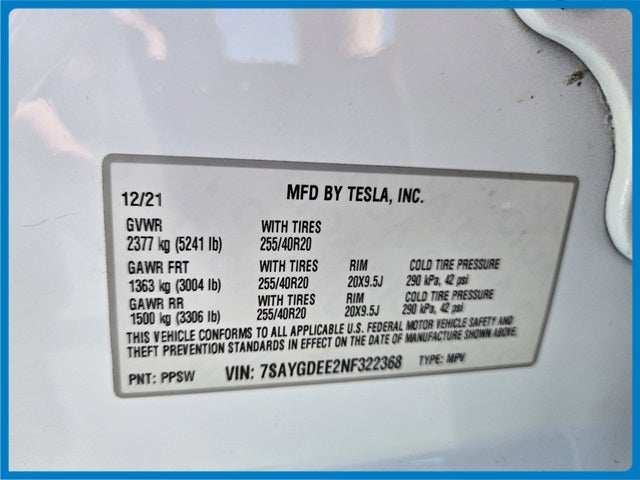 12/21 MFD BY TESLA, INC.
GVWR WITH TIRES
2377 kg (5241 lb) 255/40R20
GAWR FRT WITH TIRES RIM COLD TIRE PRESSURE
1363 kg (3004 lb) 255/40R20 20X9.5J 290 kPa, 42 psi
GAWR RR WITH TIRES RIM COLD TIRE PRESSURE
1500 kg (3306 lb) 255/40R20 20X9.5J 290 kPa, 42 psi
THIS VEHICLE CONFORMS TO ALL APPLICABLE U.S. FEDERAL MOTOR VEHICLE SAFETY AND
THEFT PREVENTION STANDARDS IN EFFECT ON THE DATE OF MANUFACTURE SHOWN ABOVE.
PNT: PPSW VIN: 7SAYGDEE2NF322368 TYPE: MPV